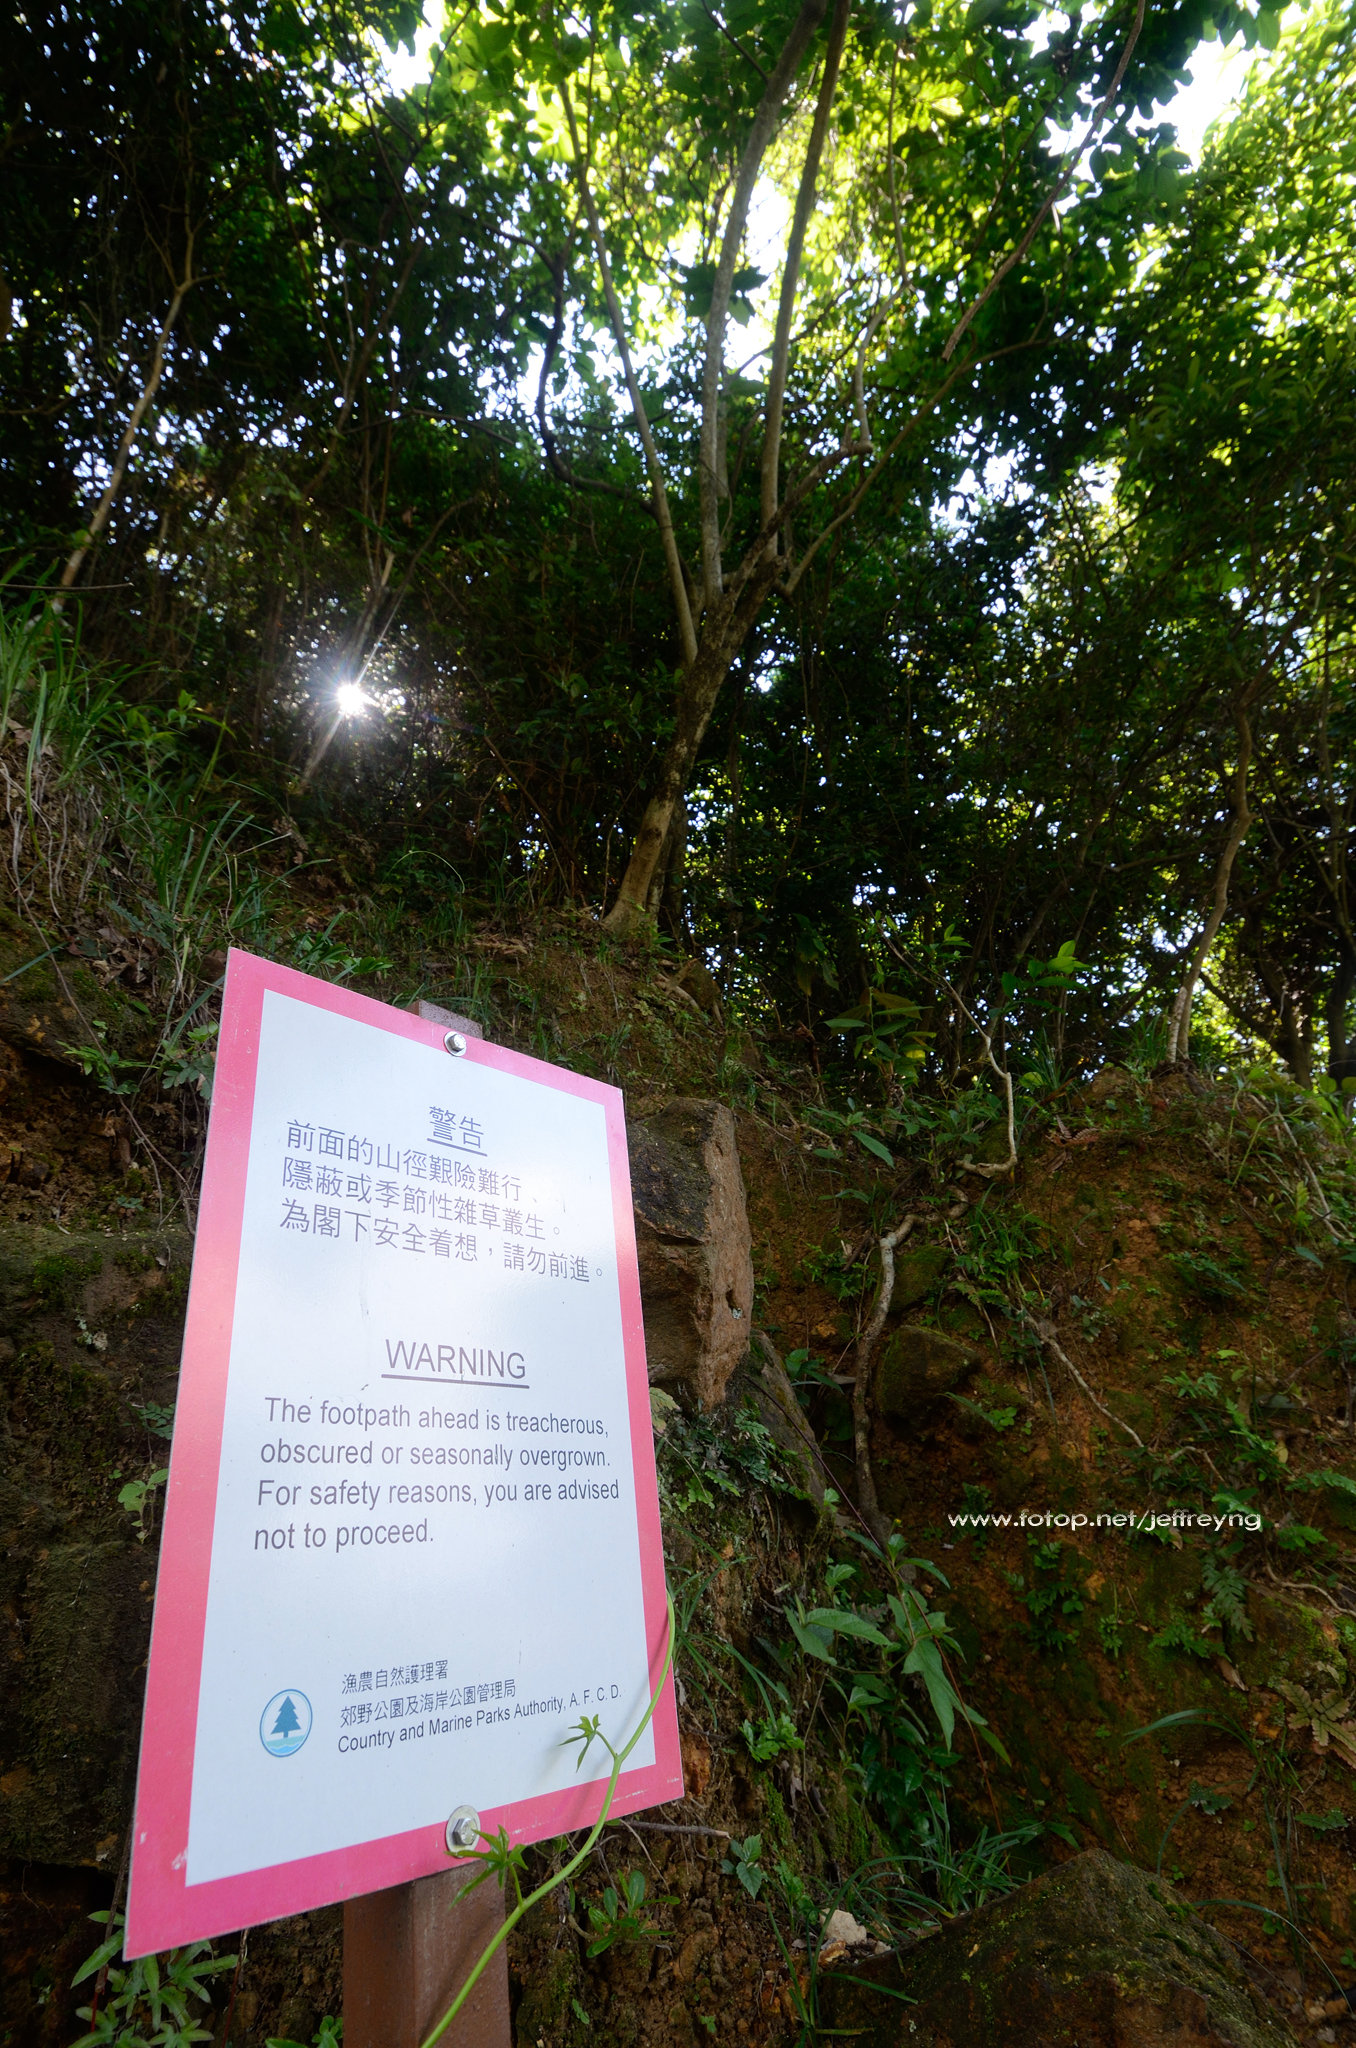 警告
前面的山徑艱險難行、
隱蔽或季節性雜草叢生。
為閣下安全着想，請勿前進。
WARNING
The footpath ahead is treacherous,
obscured or seasonally overgrown.
For safety reasons, you are advised
not to proceed.
漁農自然護理署
郊野公園及海岸公園管理局
Country and Marine Parks Authority, A. F. C. D.
www.fotop.net/jeffreyng